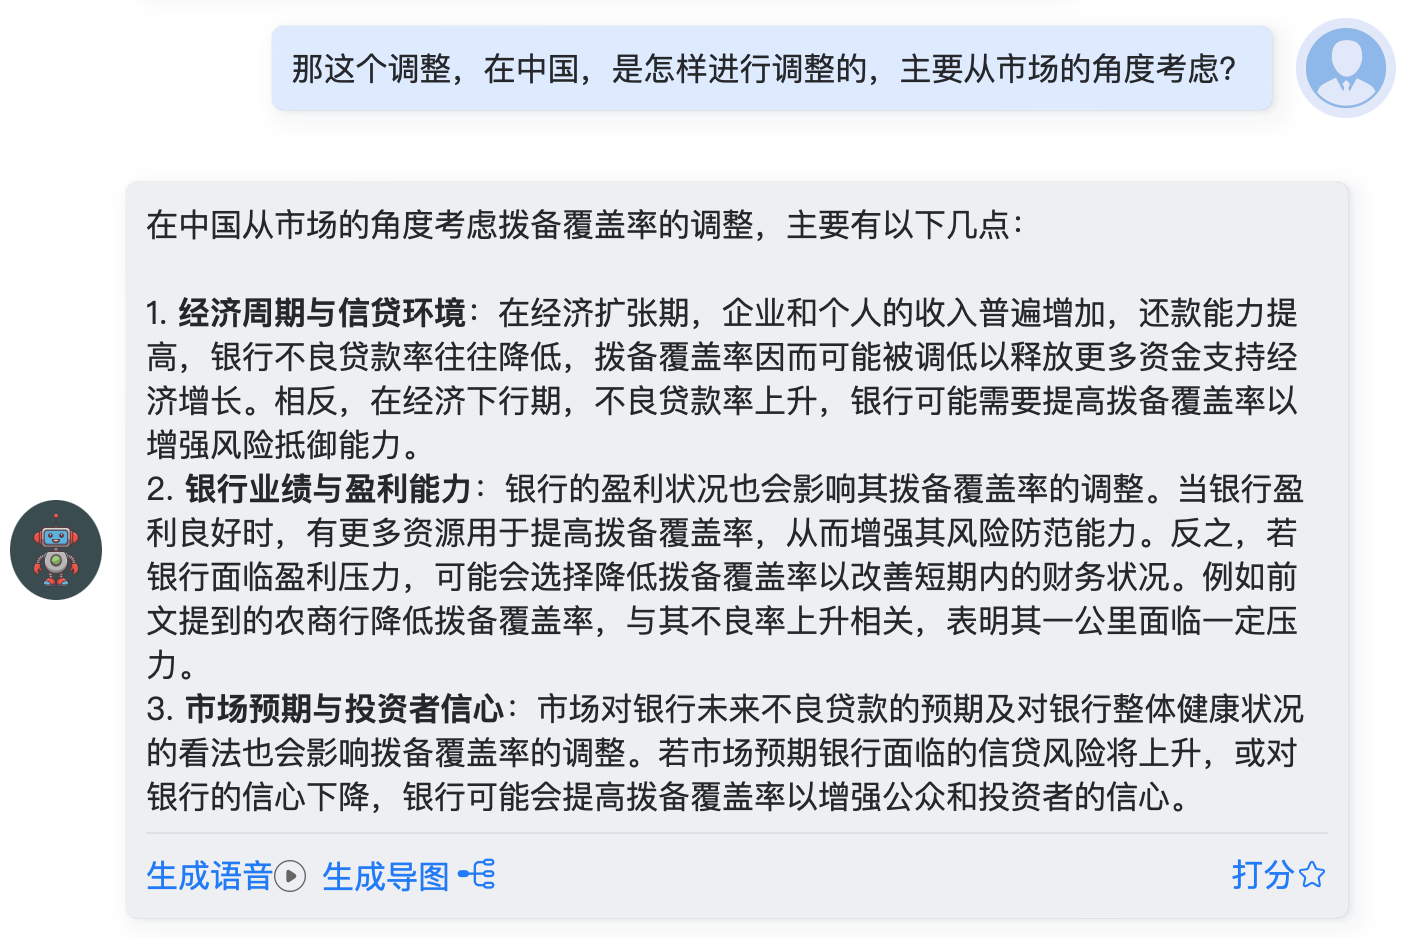 那这个调整，在中国，是怎样进行调整的，主要从市场的角度考虑?
在中国从市场的角度考虑拨备覆盖率的调整，主要有以下几点：
1. 经济周期与信贷环境：在经济扩张期，企业和个人的收入普遍增加，还款能力提
高，银行不良贷款率往往降低，拨备覆盖率因而可能被调低以释放更多资金支持经
济增长。相反，在经济下行期，不良贷款率上升，银行可能需要提高拨备覆盖率以
增强风险抵御能力。
2. 银行业绩与盈利能力：银行的盈利状况也会影响其拨备覆盖率的调整。当银行盈
利良好时，有更多资源用于提高拨备覆盖率，从而增强其风险防范能力。反之，若
银行面临盈利压力，可能会选择降低拨备覆盖率以改善短期内的财务状况。例如前
文提到的农商行降低拨备覆盖率，与其不良率上升相关，表明其一公里面临一定压
力。
3. 市场预期与投资者信心：市场对银行未来不良贷款的预期及对银行整体健康状况
的看法也会影响拨备覆盖率的调整。若市场预期银行面临的信贷风险将上升，或对
银行的信心下降，银行可能会提高拨备覆盖率以增强公众和投资者的信心。
生成语音 生成导图 打分